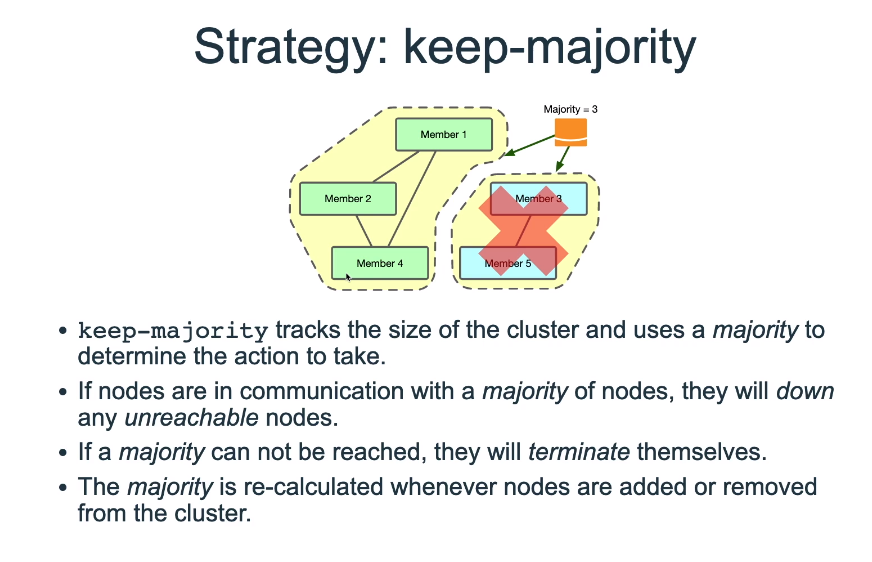 Strategy: keep-majority
Majority = 3
Member 1
Member 2
Member 3
Member 4
Member 5
• keep-majority tracks the size of the cluster and uses a majority to
determine the action to take.
• If nodes are in communication with a majority of nodes, they will down
any unreachable nodes.
• If a majority can not be reached, they will terminate themselves.
• The majority is re-calculated whenever nodes are added or removed
from the cluster.